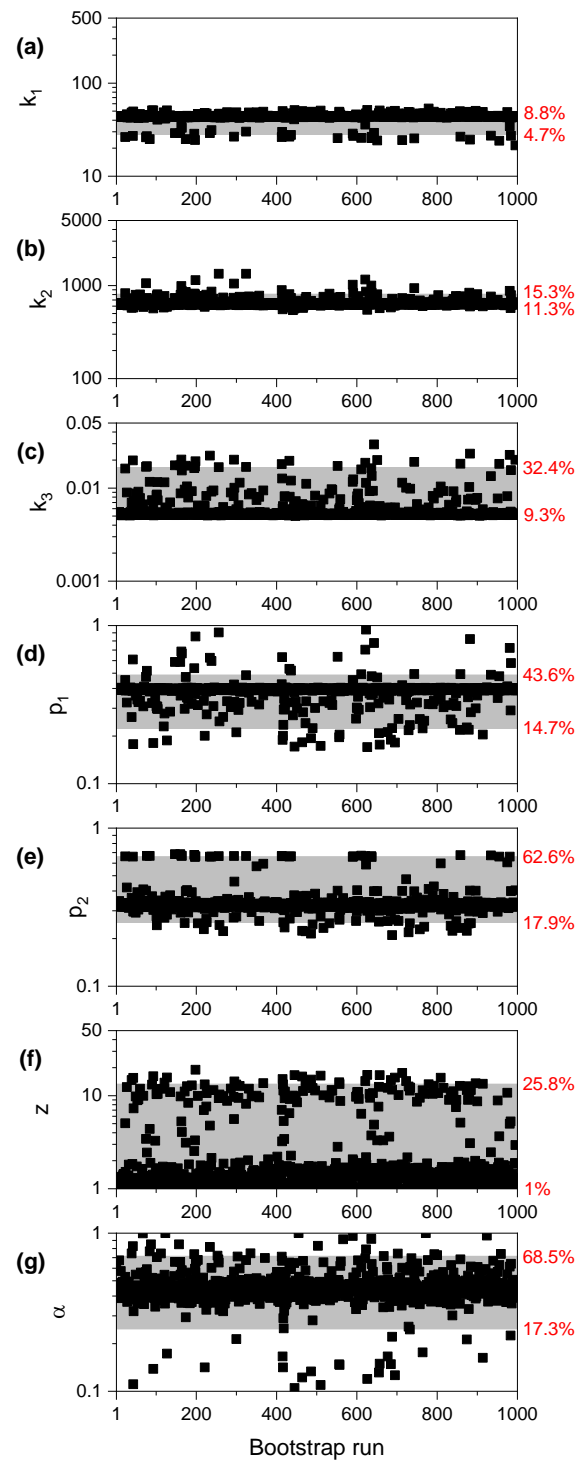 (a)
k1
500
100
10
8.8%
4.7%
1 200 400 600 800 1000
(b)
k2
5000
1000
100
15.3%
11.3%
1 200 400 600 800 1000
(c)
k3
0.05
0.01
0.001
32.4%
9.3%
1 200 400 600 800 1000
(d)
p1
1
0.1
43.6%
14.7%
1 200 400 600 800 1000
(e)
p2
1
0.1
62.6%
17.9%
1 200 400 600 800 1000
(f)
z
50
10
1
25.8%
1%
1 200 400 600 800 1000
(g)
α
1
0.1
68.5%
17.3%
1 200 400 600 800 1000
Bootstrap run